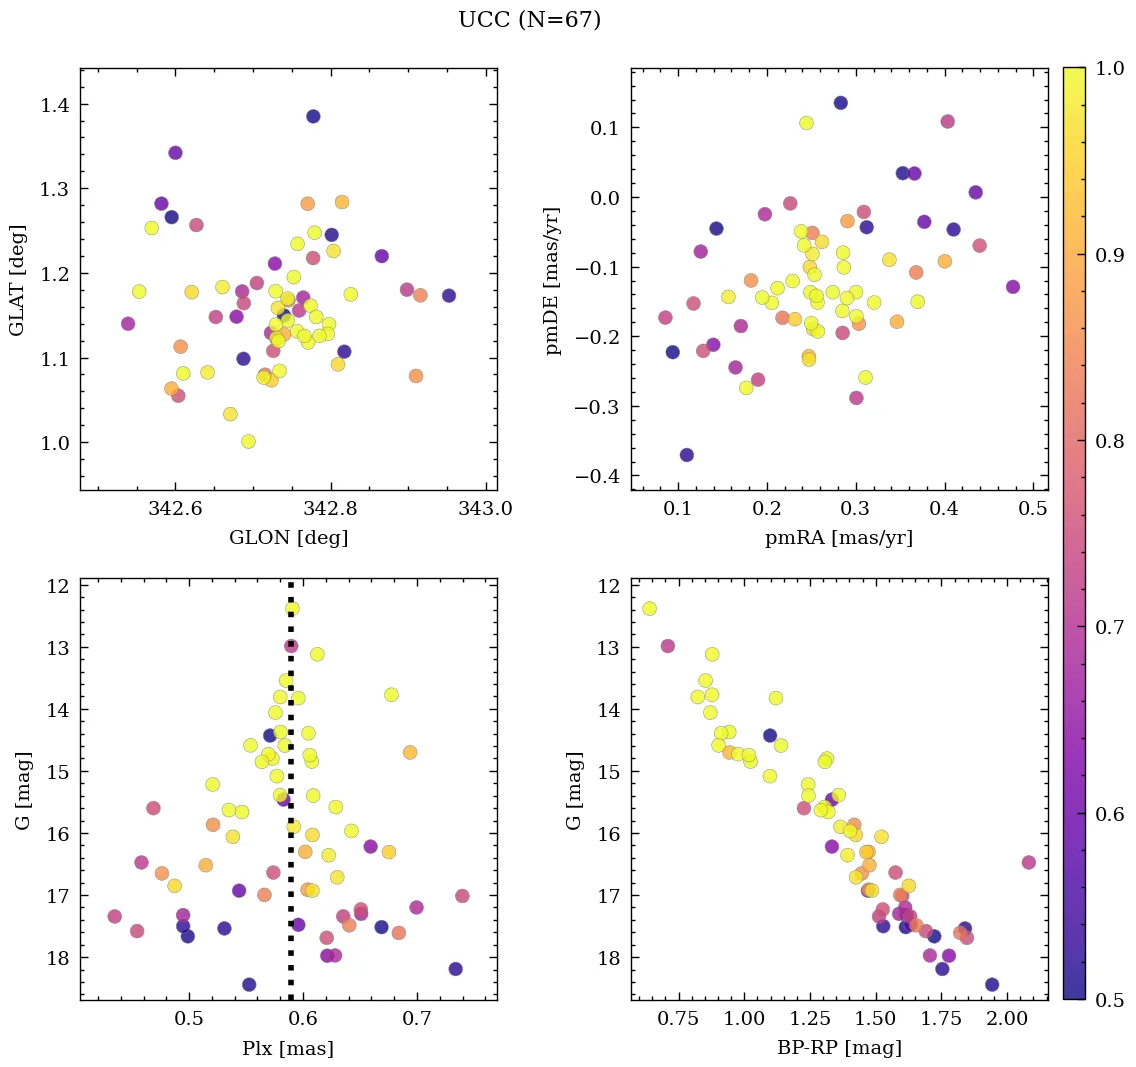 UCC (N=67)
1.4
1.3
1.2
1.1
1.0
GLAT [deg]
342.6 342.8 343.0
GLON [deg]
0.1
0.0
−0.1
−0.2
−0.3
−0.4
pmDE [mas/yr]
0.1 0.2 0.3 0.4 0.5
pmRA [mas/yr]
1.0
0.9
0.8
0.7
0.6
0.5
12
13
14
15
16
17
18
G [mag]
0.5 0.6 0.7
Plx [mas]
12
13
14
15
16
17
18
G [mag]
0.75 1.00 1.25 1.50 1.75 2.00
BP-RP [mag]